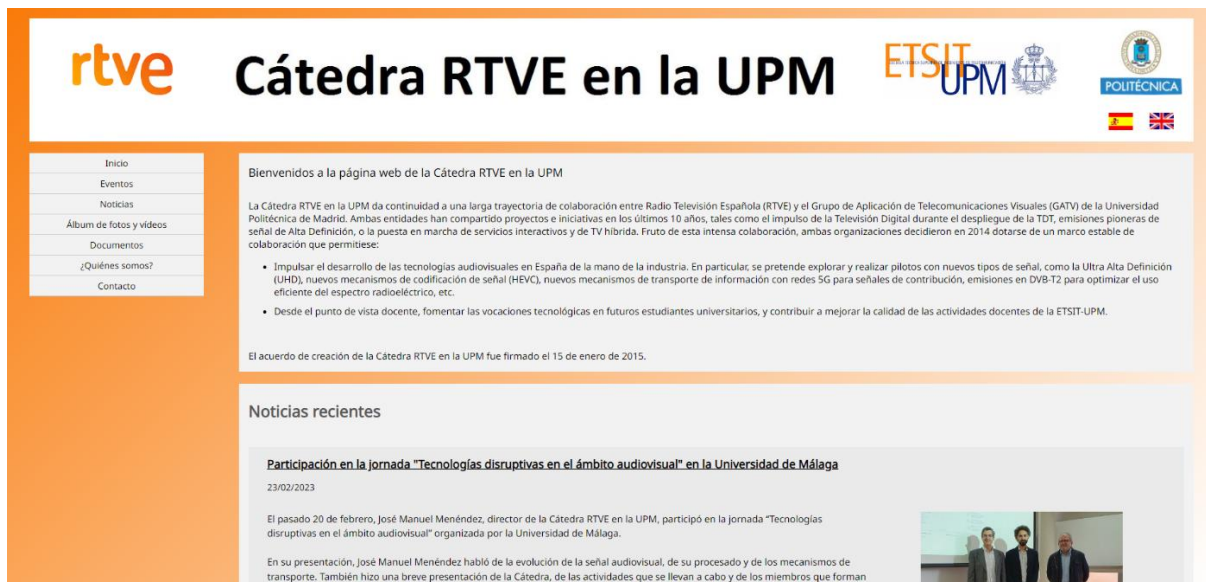 rtve
Cátedra RTVE en la UPM
ETSIT
UPM
POLITÉCNICA
Inicio
Eventos
Noticias
Álbum de fotos y vídeos
Documentos
¿Quiénes somos?
Contacto
Bienvenidos a la página web de la Cátedra RTVE en la UPM
La Cátedra RTVE en la UPM da continuidad a una larga trayectoria de colaboración entre Radio Televisión Española (RTVE) y el Grupo de Aplicación de Telecomunicaciones Visuales (GATV) de la Universidad
Politécnica de Madrid. Ambas entidades han compartido proyectos e iniciativas en los últimos 10 años, tales como el impulso de la Televisión Digital durante el despliegue de la TDT, emisiones pioneras de
señal de Alta Definición, o la puesta en marcha de servicios interactivos y de TV híbrida. Fruto de esta intensa colaboración, ambas organizaciones decidieron en 2014 dotarse de un marco estable de
colaboración que permitiese:
• Impulsar el desarrollo de las tecnologías audiovisuales en España de la mano de la industria. En particular, se pretende explorar y realizar pilotos con nuevos tipos de señal, como la Ultra Alta Definición
(UHD), nuevos mecanismos de codificación de señal (HEVC), nuevos mecanismos de transporte de información con redes 5G para señales de contribución, emisiones en DVB-T2 para optimizar el uso
eficiente del espectro radioeléctrico, etc.
• Desde el punto de vista docente, fomentar las vocaciones tecnológicas en futuros estudiantes universitarios, y contribuir a mejorar la calidad de las actividades docentes de la ETSIT-UPM.
El acuerdo de creación de la Cátedra RTVE en la UPM fue firmado el 15 de enero de 2015.
Noticias recientes
Participación en la jornada "Tecnologías disruptivas en el ámbito audiovisual" en la Universidad de Málaga
23/02/2023
El pasado 20 de febrero, José Manuel Menéndez, director de la Cátedra RTVE en la UPM, participó en la jornada “Tecnologías
disruptivas en el ámbito audiovisual” organizada por la Universidad de Málaga.
En su presentación, José Manuel Menéndez habló de la evolución de la señal audiovisual, de su procesado y de los mecanismos de
transporte. También hizo una breve presentación de la Cátedra, de las actividades que se llevan a cabo y de los miembros que forman